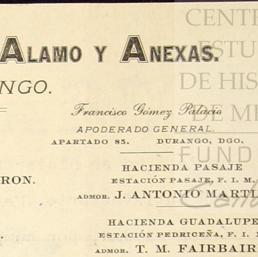 ALAMO Y ANEXAS.
NGO.
Francisco Gómez Palacio
APODERADO GENERAL.
APARTADO 85. DURANGO, DGO.
HACIENDA PASAJE
RON. ESTACIÓN PASAJE, F. I. M
ADMOR. J. ANTONIO MARTI
HACIENDA GUADALUPE
ESTACIÓN PEDRICEÑA, F. I.
ADMOR. T. M. FAIRBAIR
CENT
ESTU
DE HIS
DE M
FUND